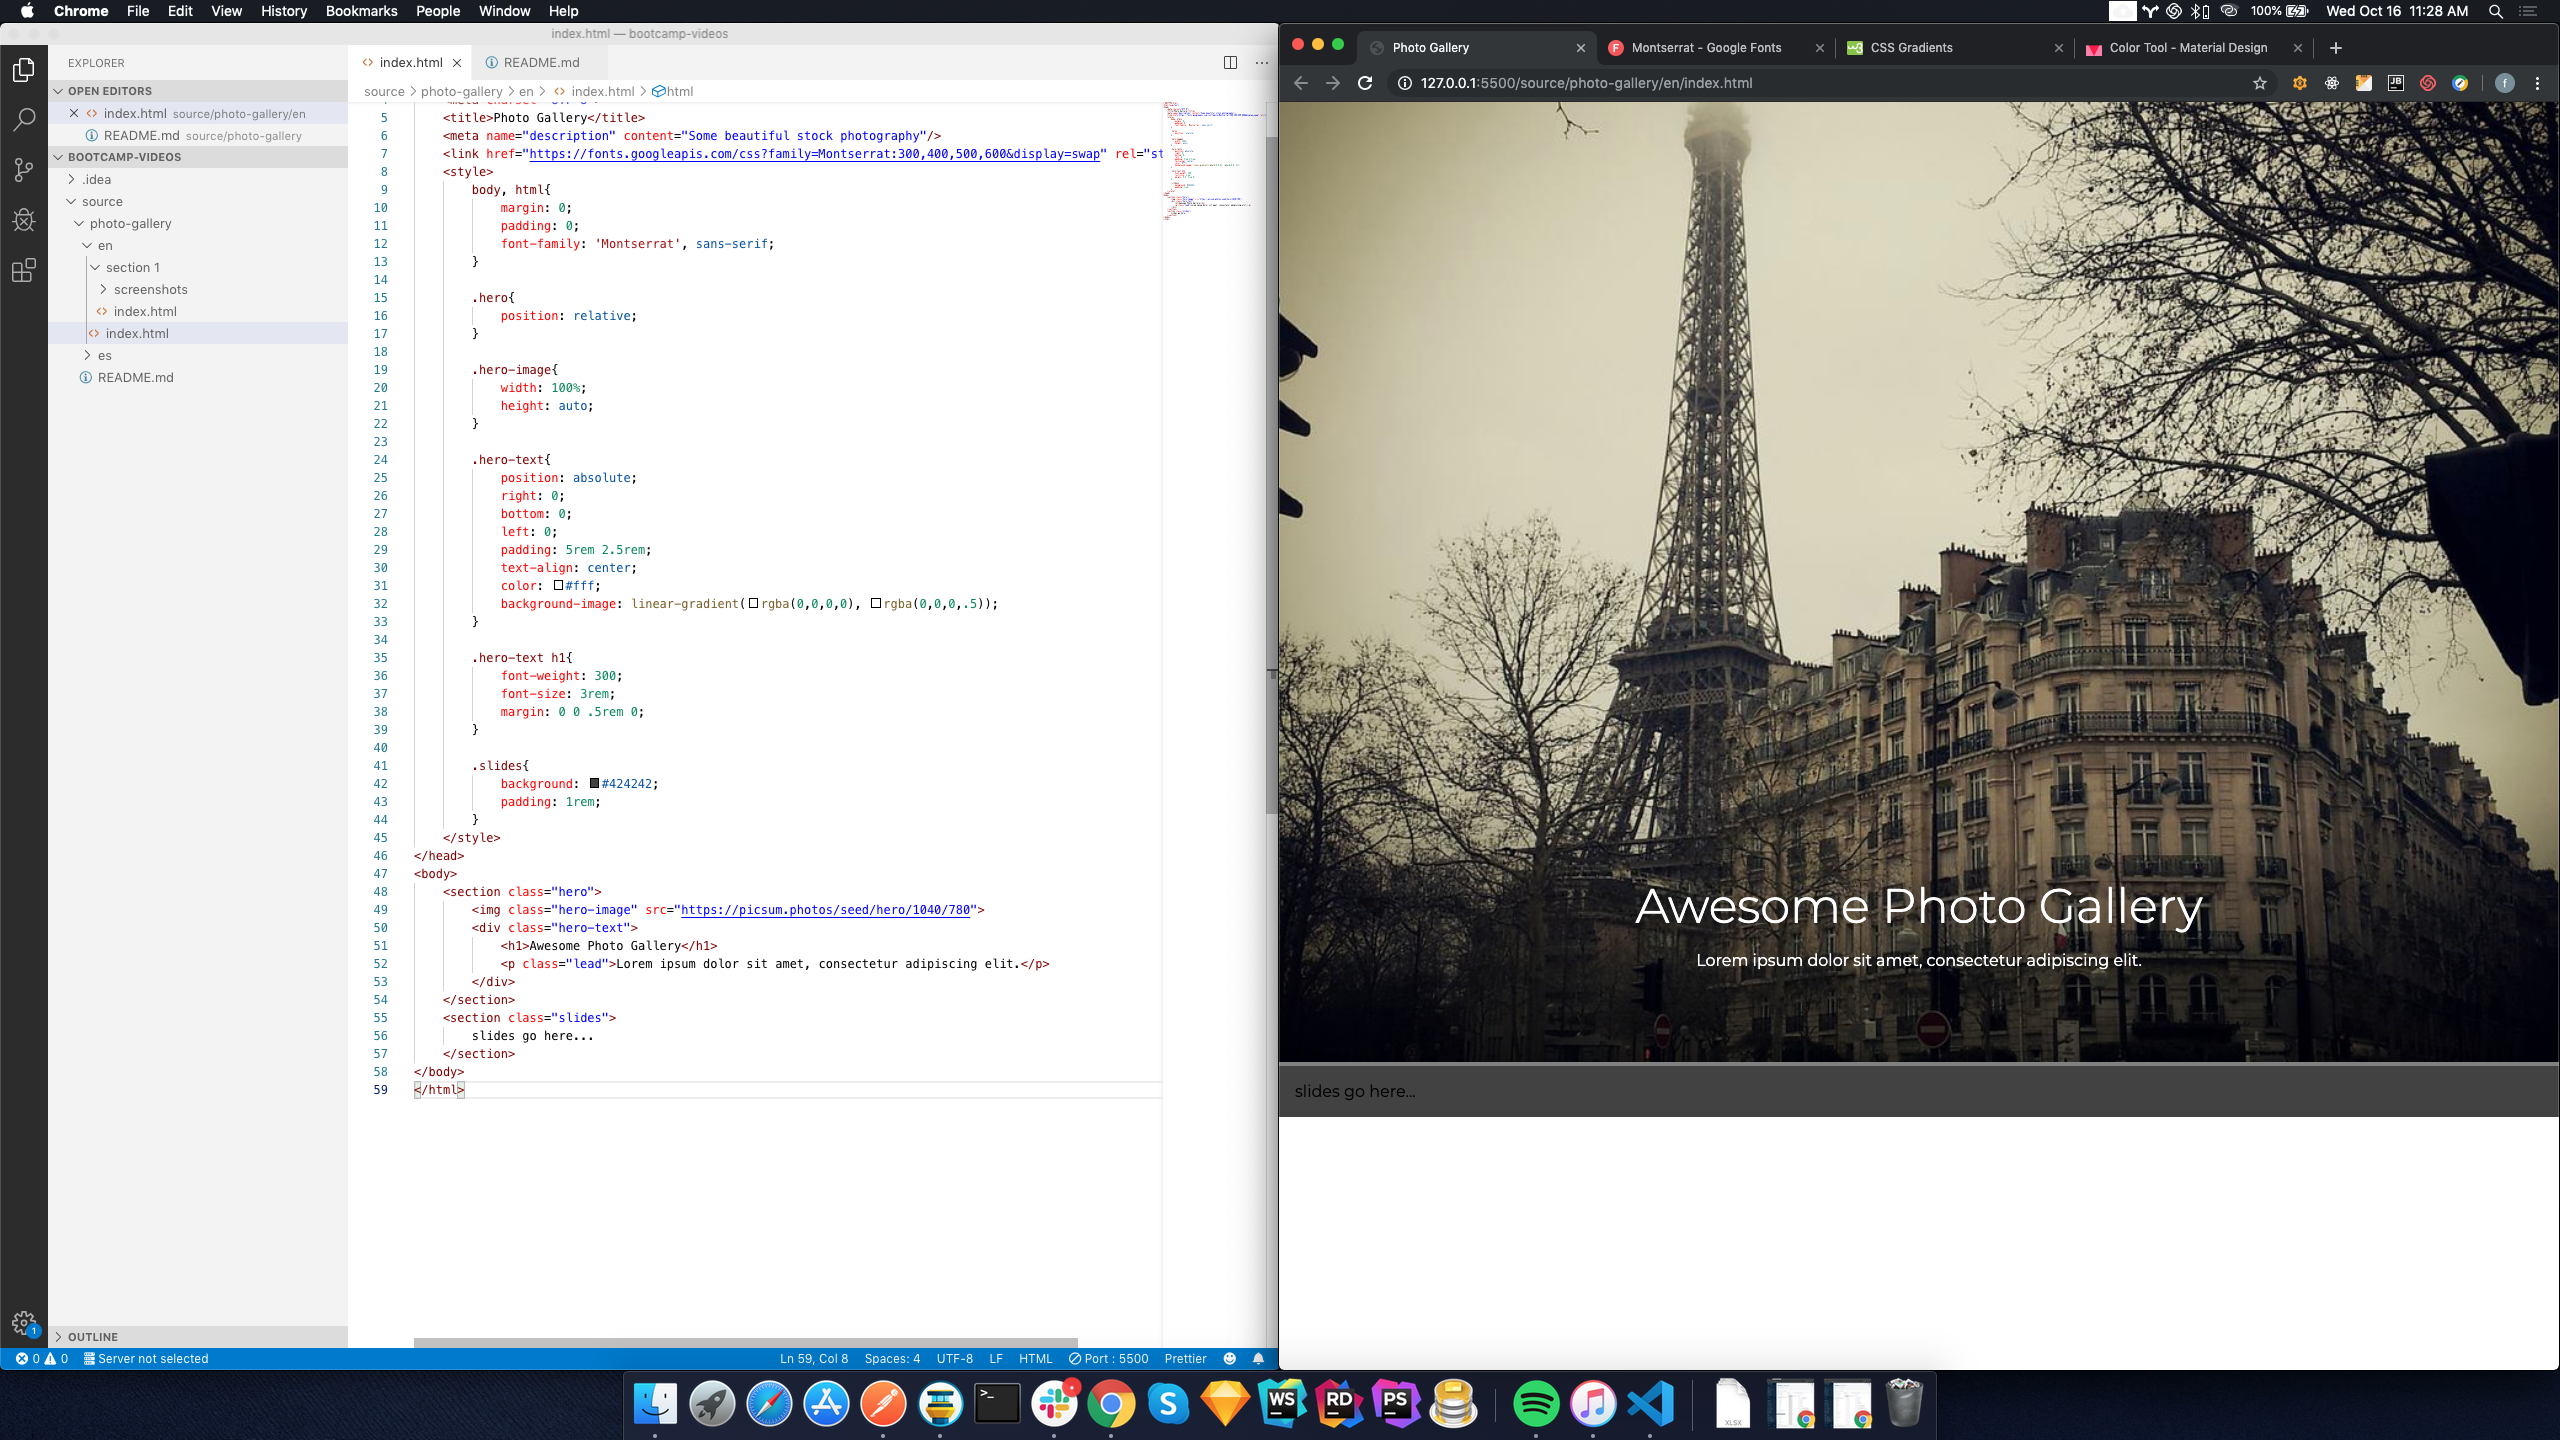 Chrome File Edit View History Bookmarks People Window Help
100% Wed Oct 16 11:28 AM
index.html — bootcamp-videos
EXPLORER
OPEN EDITORS
index.html source/photo-gallery/en
README.md source/photo-gallery
BOOTCAMP-VIDEOS
.idea
source
photo-gallery
en
section 1
screenshots
index.html
index.html
es
README.md
OUTLINE
index.html README.md
source > photo-gallery > en > index.html > html
5 <title>Photo Gallery</title>
6 <meta name="description" content="Some beautiful stock photography"/>
7 <link href="https://fonts.googleapis.com/css?family=Montserrat:300,400,500,600&display=swap" rel="st
8 <style>
9 body, html{
10 margin: 0;
11 padding: 0;
12 font-family: 'Montserrat', sans-serif;
13 }
14
15 .hero{
16 position: relative;
17 }
18
19 .hero-image{
20 width: 100%;
21 height: auto;
22 }
23
24 .hero-text{
25 position: absolute;
26 right: 0;
27 bottom: 0;
28 left: 0;
29 padding: 5rem 2.5rem;
30 text-align: center;
31 color: #fff;
32 background-image: linear-gradient(rgba(0,0,0,0), rgba(0,0,0,.5));
33 }
34
35 .hero-text h1{
36 font-weight: 300;
37 font-size: 3rem;
38 margin: 0 0 .5rem 0;
39 }
40
41 .slides{
42 background: #424242;
43 padding: 1rem;
44 }
45 </style>
46 </head>
47 <body>
48 <section class="hero">
49 <img class="hero-image" src="https://picsum.photos/seed/hero/1040/780">
50 <div class="hero-text">
51 <h1>Awesome Photo Gallery</h1>
52 <p class="lead">Lorem ipsum dolor sit amet, consectetur adipiscing elit.</p>
53 </div>
54 </section>
55 <section class="slides">
56 slides go here...
57 </section>
58 </body>
59 </html>
0 0 Server not selected
Ln 59, Col 8 Spaces: 4 UTF-8 LF HTML Port : 5500 Prettier
1
Photo Gallery
Montserrat - Google Fonts
CSS Gradients
Color Tool - Material Design
127.0.0.1:5500/source/photo-gallery/en/index.html
JB
f
Awesome Photo Gallery
Lorem ipsum dolor sit amet, consectetur adipiscing elit.
slides go here...
WS
RD
PS
XLSX